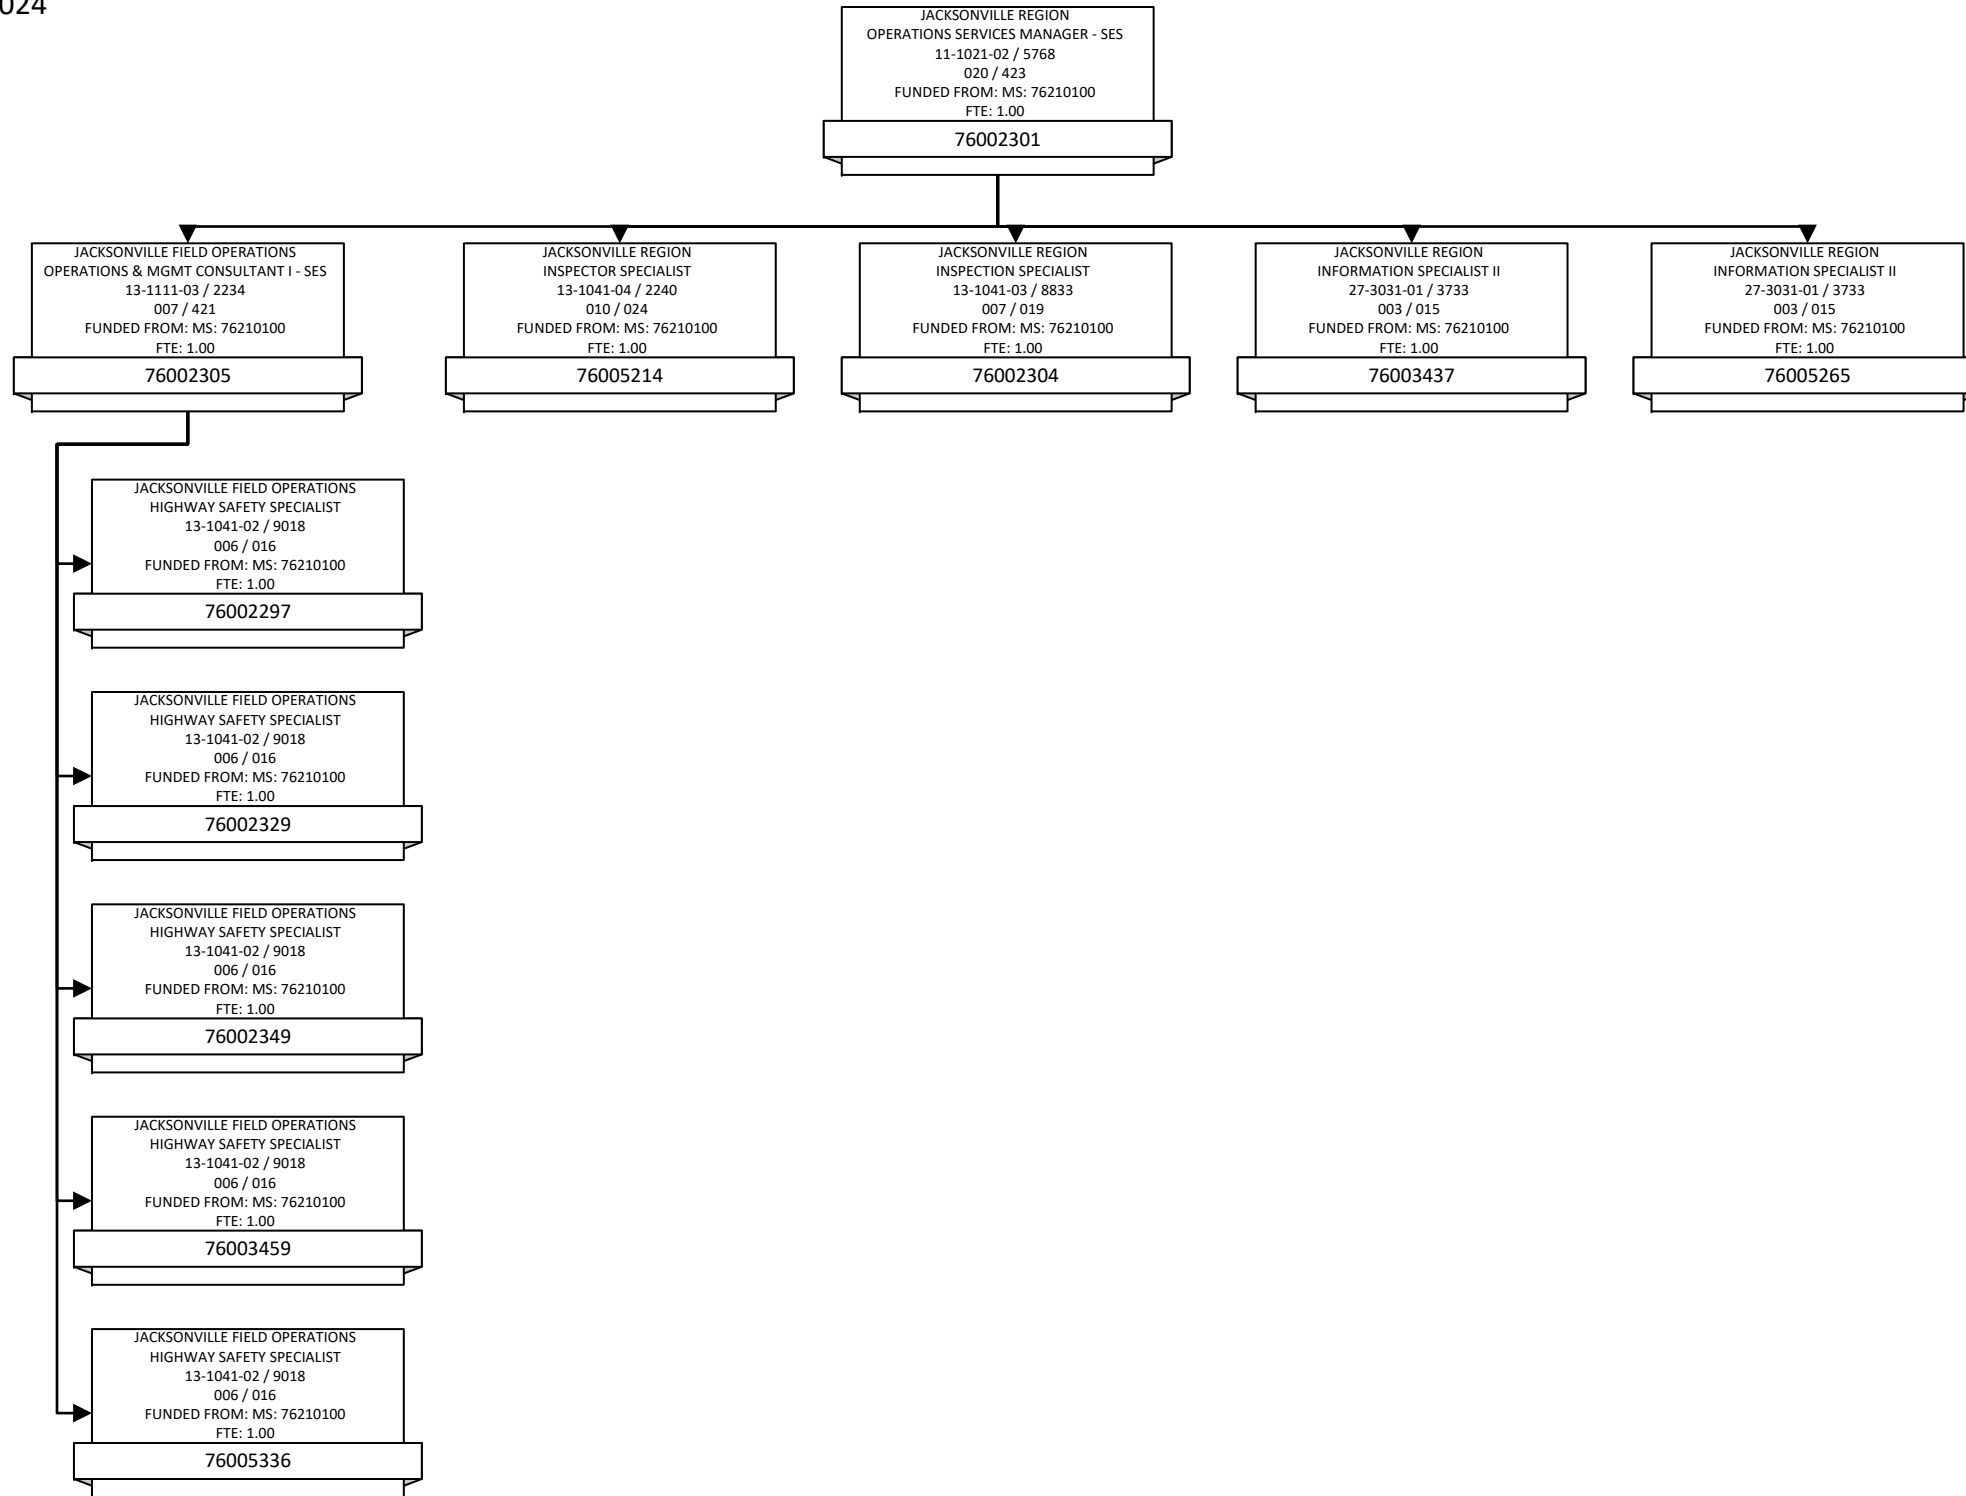 024
JACKSONVILLE REGION
OPERATIONS SERVICES MANAGER - SES
11-1021-02 / 5768
020 / 423
FUNDED FROM: MS: 76210100
FTE: 1.00
76002301
JACKSONVILLE FIELD OPERATIONS
OPERATIONS & MGMT CONSULTANT I - SES
13-1111-03 / 2234
007 / 421
FUNDED FROM: MS: 76210100
FTE: 1.00
76002305
JACKSONVILLE REGION
INSPECTOR SPECIALIST
13-1041-04 / 2240
010 / 024
FUNDED FROM: MS: 76210100
FTE: 1.00
76005214
JACKSONVILLE REGION
INSPECTION SPECIALIST
13-1041-03 / 8833
007 / 019
FUNDED FROM: MS: 76210100
FTE: 1.00
76002304
JACKSONVILLE REGION
INFORMATION SPECIALIST II
27-3031-01 / 3733
003 / 015
FUNDED FROM: MS: 76210100
FTE: 1.00
76003437
JACKSONVILLE REGION
INFORMATION SPECIALIST II
27-3031-01 / 3733
003 / 015
FUNDED FROM: MS: 76210100
FTE: 1.00
76005265
JACKSONVILLE FIELD OPERATIONS
HIGHWAY SAFETY SPECIALIST
13-1041-02 / 9018
006 / 016
FUNDED FROM: MS: 76210100
FTE: 1.00
76002297
JACKSONVILLE FIELD OPERATIONS
HIGHWAY SAFETY SPECIALIST
13-1041-02 / 9018
006 / 016
FUNDED FROM: MS: 76210100
FTE: 1.00
76002329
JACKSONVILLE FIELD OPERATIONS
HIGHWAY SAFETY SPECIALIST
13-1041-02 / 9018
006 / 016
FUNDED FROM: MS: 76210100
FTE: 1.00
76002349
JACKSONVILLE FIELD OPERATIONS
HIGHWAY SAFETY SPECIALIST
13-1041-02 / 9018
006 / 016
FUNDED FROM: MS: 76210100
FTE: 1.00
76003459
JACKSONVILLE FIELD OPERATIONS
HIGHWAY SAFETY SPECIALIST
13-1041-02 / 9018
006 / 016
FUNDED FROM: MS: 76210100
FTE: 1.00
76005336